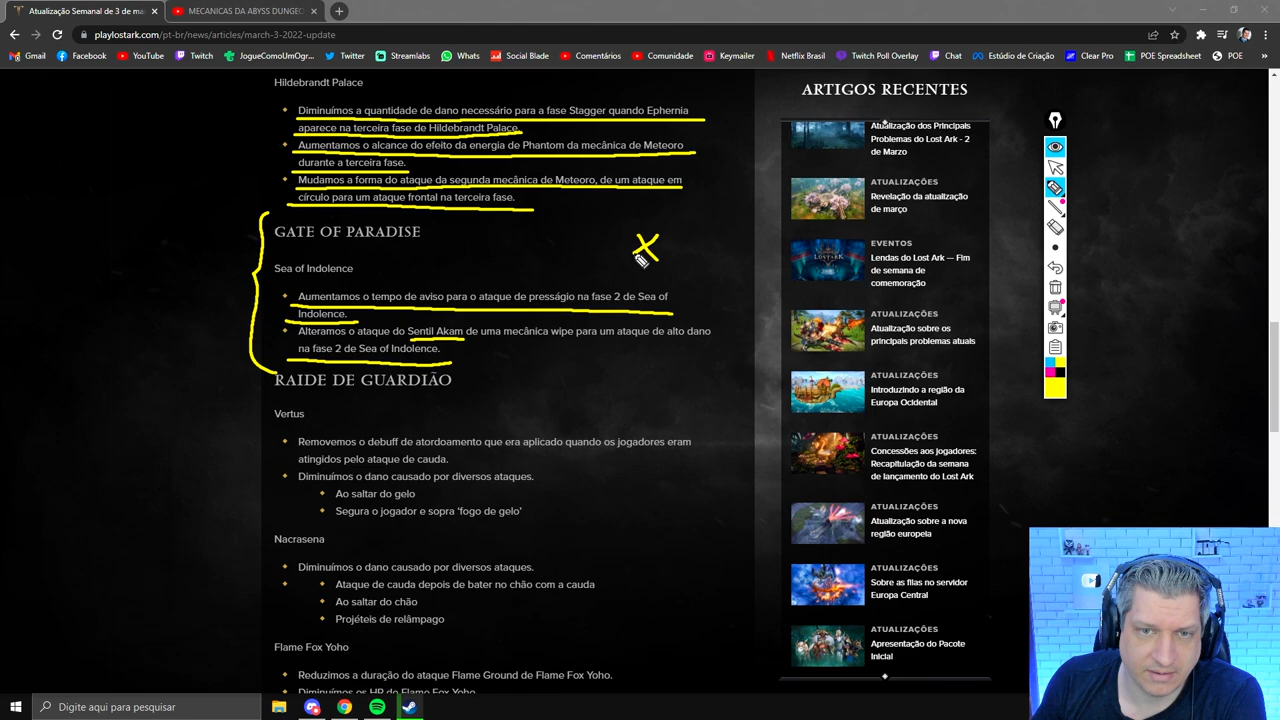 Atualização Semanal de 3 de mar
MECANICAS DA ABYSS DUNGEO
playlostark.com/pt-br/news/articles/march-3-2022-update
Gmail
YouTube
Twitch
JogueComoUmOgr
Twitter
Streamlabs
Whats
Social Blade
Comentários
Comunidade
Keymailer
Netflix Brasil
Twitch Poll Overlay
Chat
Estúdio de Criação
Clear Pro
POE Spreadsheet
POE
Hildebrandt Palace
Diminuímos a quantidade de dano necessário para a fase Stagger quando Ephernia
aparece na terceira fase de Hildebrandt Palace.
Aumentamos o alcance do efeito da energia de Phantom da mecânica de Meteoro
durante a terceira fase.
Mudamos a forma do ataque da segunda mecânica de Meteoro, de um ataque em
círculo para um ataque frontal na terceira fase.
GATE OF PARADISE
Sea of Indolence
Aumentamos o tempo de aviso para o ataque de presságio na fase 2 de Sea of
Indolence.
Alteramos o ataque do Sentil Akam de uma mecânica wipe para um ataque de alto dano
na fase 2 de Sea of Indolence.
RAIDE DE GUARDIÃO
Vertus
Removemos o debuff de atordoamento que era aplicado quando os jogadores eram
atingidos pelo ataque de cauda.
Diminuímos o dano causado por diversos ataques.
Ao saltar do gelo
Segura o jogador e sopra ‘fogo de gelo’
Nacrasena
Diminuímos o dano causado por diversos ataques.
Ataque de cauda depois de bater no chão com a cauda
Ao saltar do chão
Projéteis de relâmpago
Flame Fox Yoho
Reduzimos a duração do ataque Flame Ground de Flame Fox Yoho.
Diminuímos os HP do Flame Fox Yoho
ARTIGOS RECENTES
Atualização dos Principais
Problemas do Lost Ark - 2
de Marzo
ATUALIZAÇÕES
Revelação da atualização
de março
EVENTOS
Lendas do Lost Ark — Fim
de semana de
comemoração
ATUALIZAÇÕES
Atualização sobre os
principais problemas atuais
ATUALIZAÇÕES
Introduzindo a região da
Europa Ocidental
ATUALIZAÇÕES
Concessões aos jogadores:
Recapitulação da semana
de lançamento do Lost Ark
ATUALIZAÇÕES
Atualização sobre a nova
região europeia
ATUALIZAÇÕES
Sobre as filas no servidor
Europa Central
ATUALIZAÇÕES
Apresentação do Pacote
Inicial
Digite aqui para pesquisar